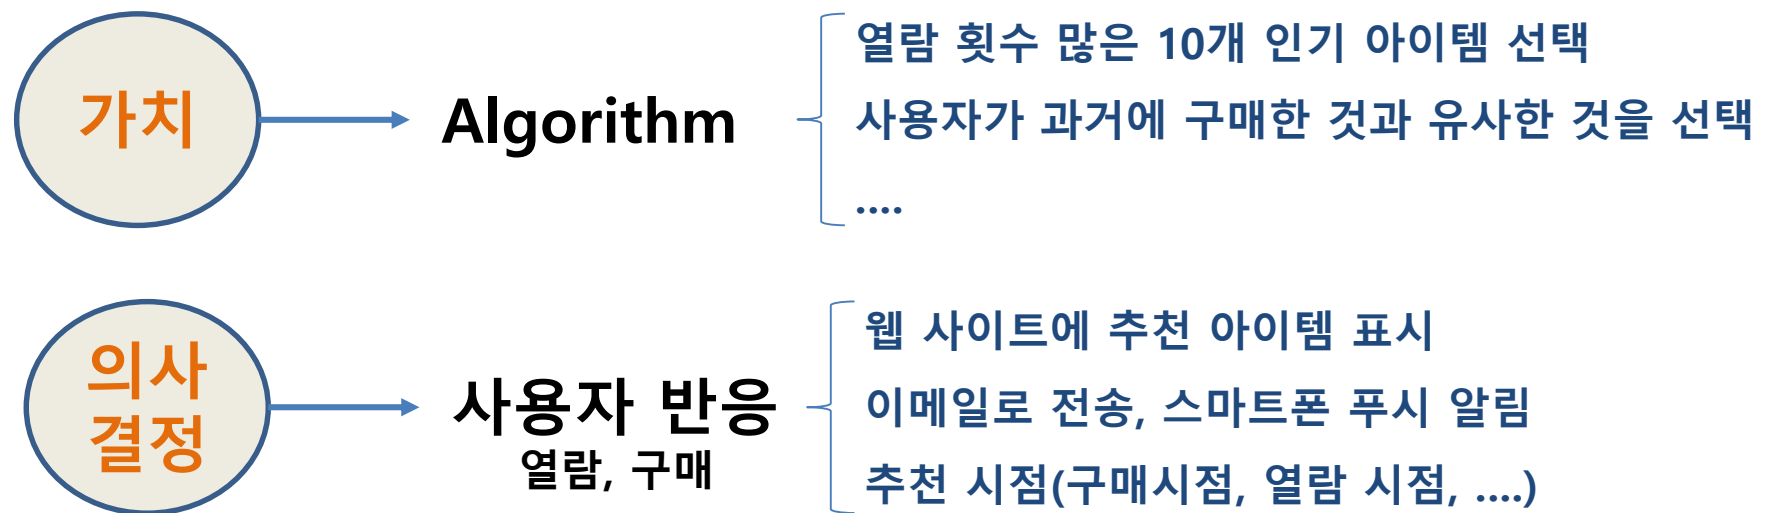 가치
Algorithm
열람 횟수 많은 10개 인기 아이템 선택
사용자가 과거에 구매한 것과 유사한 것을 선택
....
의사
결정
사용자 반응
열람, 구매
웹 사이트에 추천 아이템 표시
이메일로 전송, 스마트폰 푸시 알림
추천 시점(구매시점, 열람 시점, ....)